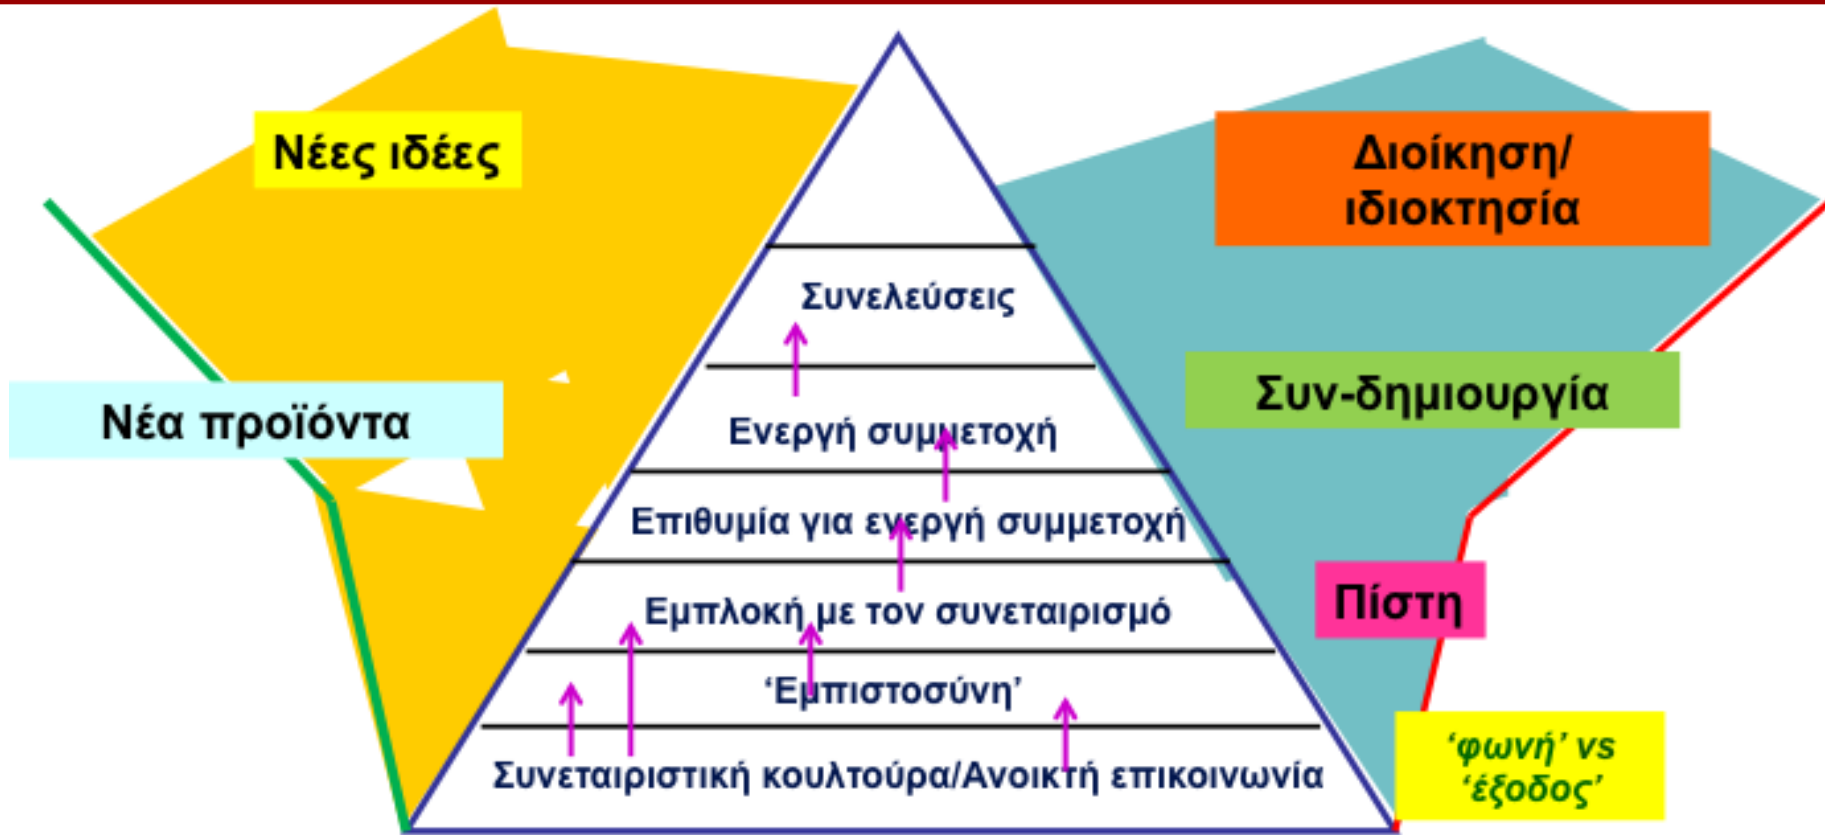 Νέες ιδέες
Διοίκηση/
ιδιοκτησία
Συνελεύσεις
Νέα προϊόντα
Συν-δημιουργία
Ενεργή συμμετοχή
Επιθυμία για ενεργή συμμετοχή
Εμπλοκή με τον συνεταιρισμό
Πίστη
‘Εμπιστοσύνη’
Συνεταιριστική κουλτούρα/Ανοικτή επικοινωνία
‘φωνή’ vs
‘έξοδος’